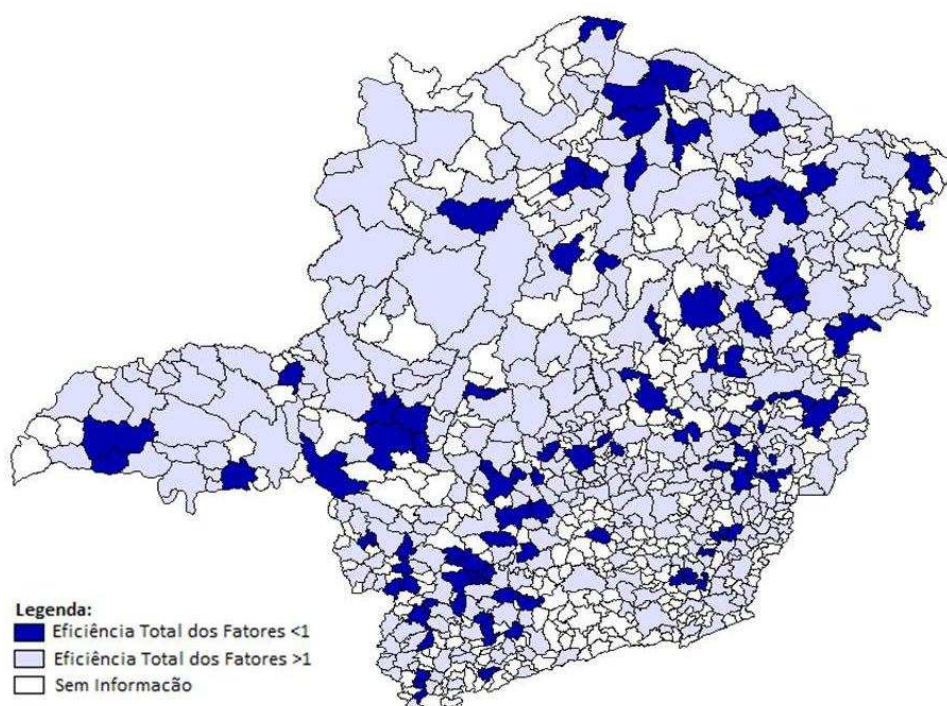 Legenda:
Eficiência Total dos Fatores <1
Eficiência Total dos Fatores >1
Sem Informacão